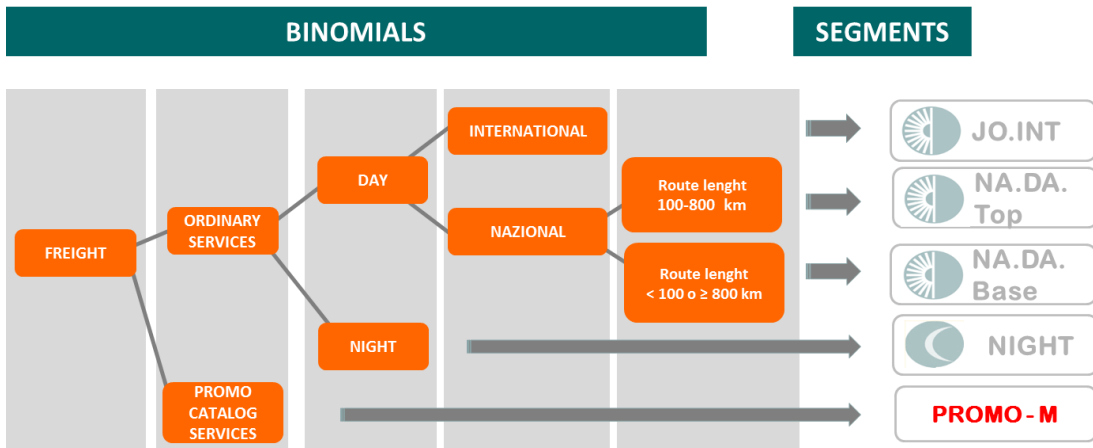 BINOMIALS
SEGMENTS
INTERNATIONAL
JO.INT
DAY
Route lenght
100-800 km
NA.DA.
Top
ORDINARY
SERVICES
NAZIONAL
FREIGHT
Route lenght
< 100 o ≥ 800 km
NA.DA.
Base
NIGHT
NIGHT
PROMO
CATALOG
SERVICES
PROMO - M